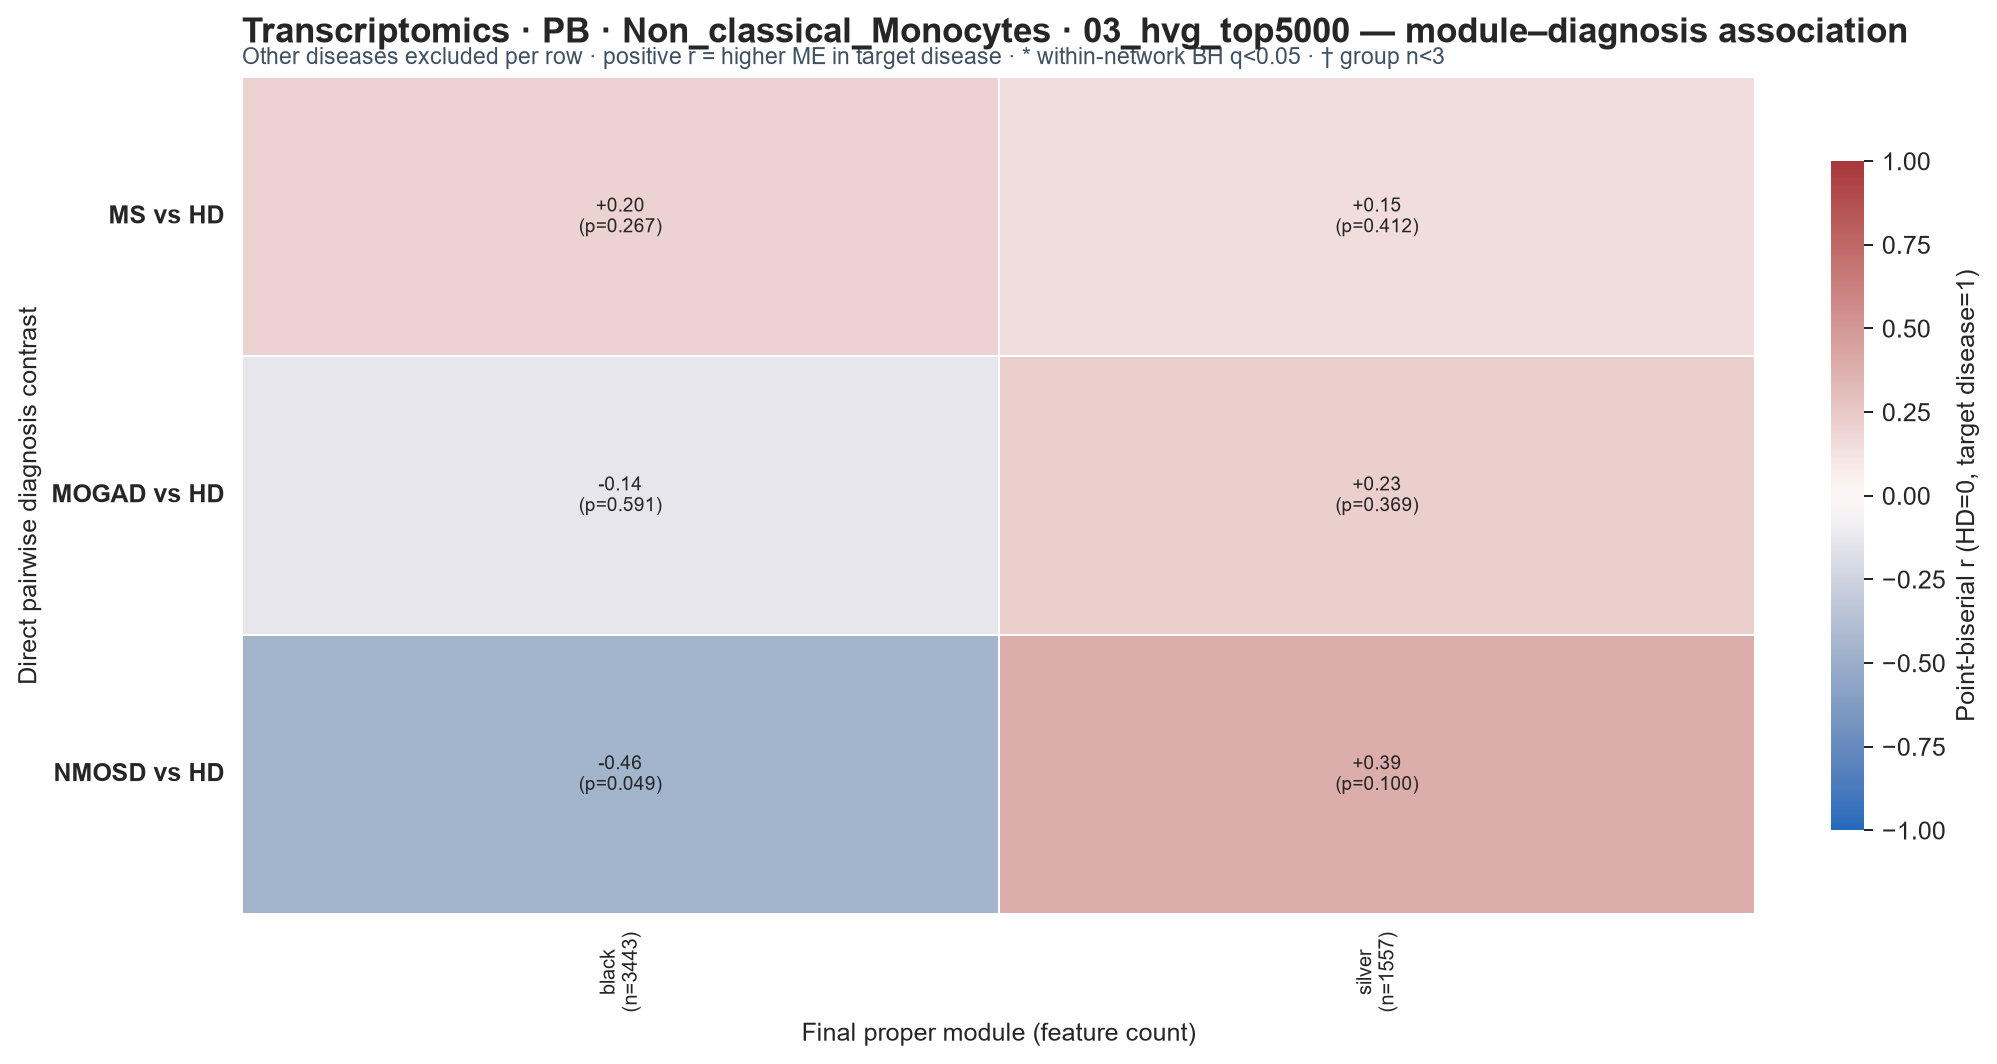 Transcriptomics · PB · Non_classical_Monocytes · 03_hvg_top5000 — module–diagnosis association
Other diseases excluded per row · positive r = higher ME in target disease · * within-network BH q<0.05 · † group n<3
Direct pairwise diagnosis contrast
MS vs HD
+0.20
(p=0.267)
+0.15
(p=0.412)
MOGAD vs HD
-0.14
(p=0.591)
+0.23
(p=0.369)
NMOSD vs HD
-0.46
(p=0.049)
+0.39
(p=0.100)
black
(n=3443)
silver
(n=1557)
Final proper module (feature count)
1.00
0.75
0.50
0.25
0.00
−0.25
−0.50
−0.75
−1.00
Point-biserial r (HD=0, target disease=1)